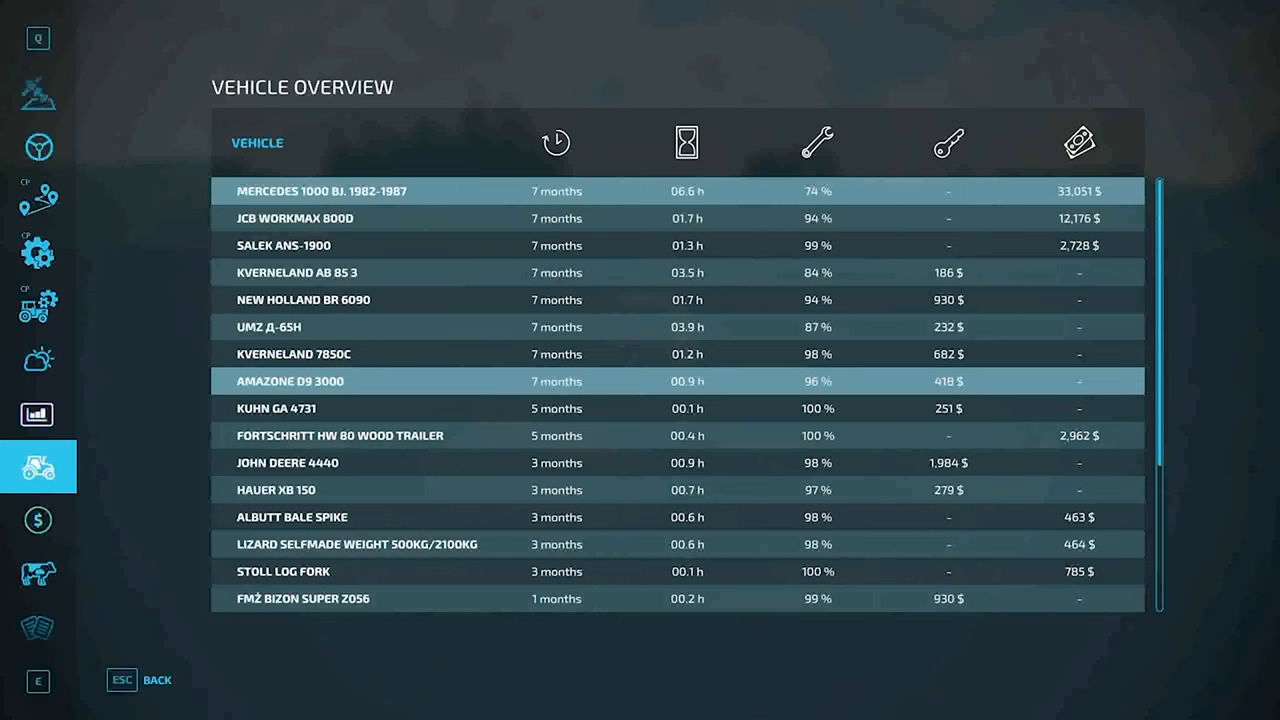 Q
VEHICLE OVERVIEW
VEHICLE
CP
CP
CP
MERCEDES 1000 BJ. 1982-1987 7 months 06.6 h 74 % - 33,051 $
JCB WORKMAX 800D 7 months 01.7 h 94 % - 12,176 $
SALEK ANS-1900 7 months 01.3 h 99 % - 2,728 $
KVERNELAND AB 85 3 7 months 03.5 h 84 % 186 $ -
NEW HOLLAND BR 6090 7 months 01.7 h 94 % 930 $ -
UMZ Д-65Н 7 months 03.9 h 87 % 232 $ -
KVERNELAND 7850C 7 months 01.2 h 98 % 682 $ -
AMAZONE D9 3000 7 months 00.9 h 96 % 418 $ -
KUHN GA 4731 5 months 00.1 h 100 % 251 $ -
FORTSCHRITT HW 80 WOOD TRAILER 5 months 00.4 h 100 % - 2,962 $
JOHN DEERE 4440 3 months 00.9 h 98 % 1,984 $ -
HAUER XB 150 3 months 00.7 h 97 % 279 $ -
ALBUTT BALE SPIKE 3 months 00.6 h 98 % - 463 $
LIZARD SELFMADE WEIGHT 500KG/2100KG 3 months 00.6 h 98 % - 464 $
STOLL LOG FORK 3 months 00.1 h 100 % - 785 $
FMŻ BIZON SUPER Z056 1 months 00.2 h 99 % 930 $ -
E
ESC BACK